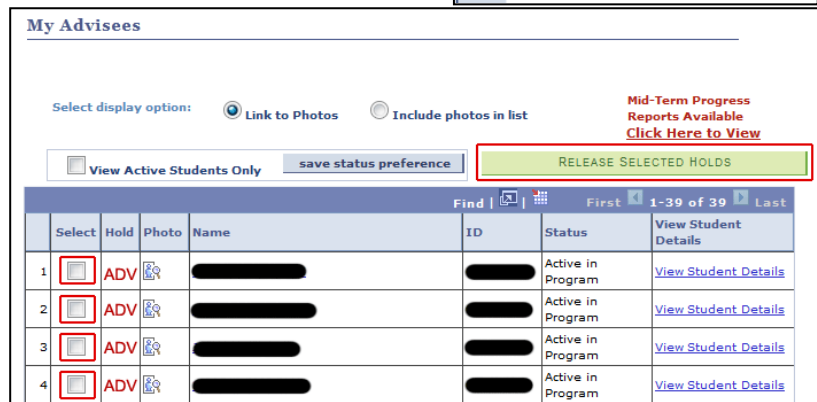 My Advisees
Select display option: Link to Photos Include photos in list
Mid-Term Progress
Reports Available
Click Here to View
View Active Students Only save status preference RELEASE SELECTED HOLDS
Find | | First 1-39 of 39 Last
Select Hold Photo Name ID Status View Student
Details
1 ADV Active in
Program View Student Details
2 ADV Active in
Program View Student Details
3 ADV Active in
Program View Student Details
4 ADV Active in
Program View Student Details